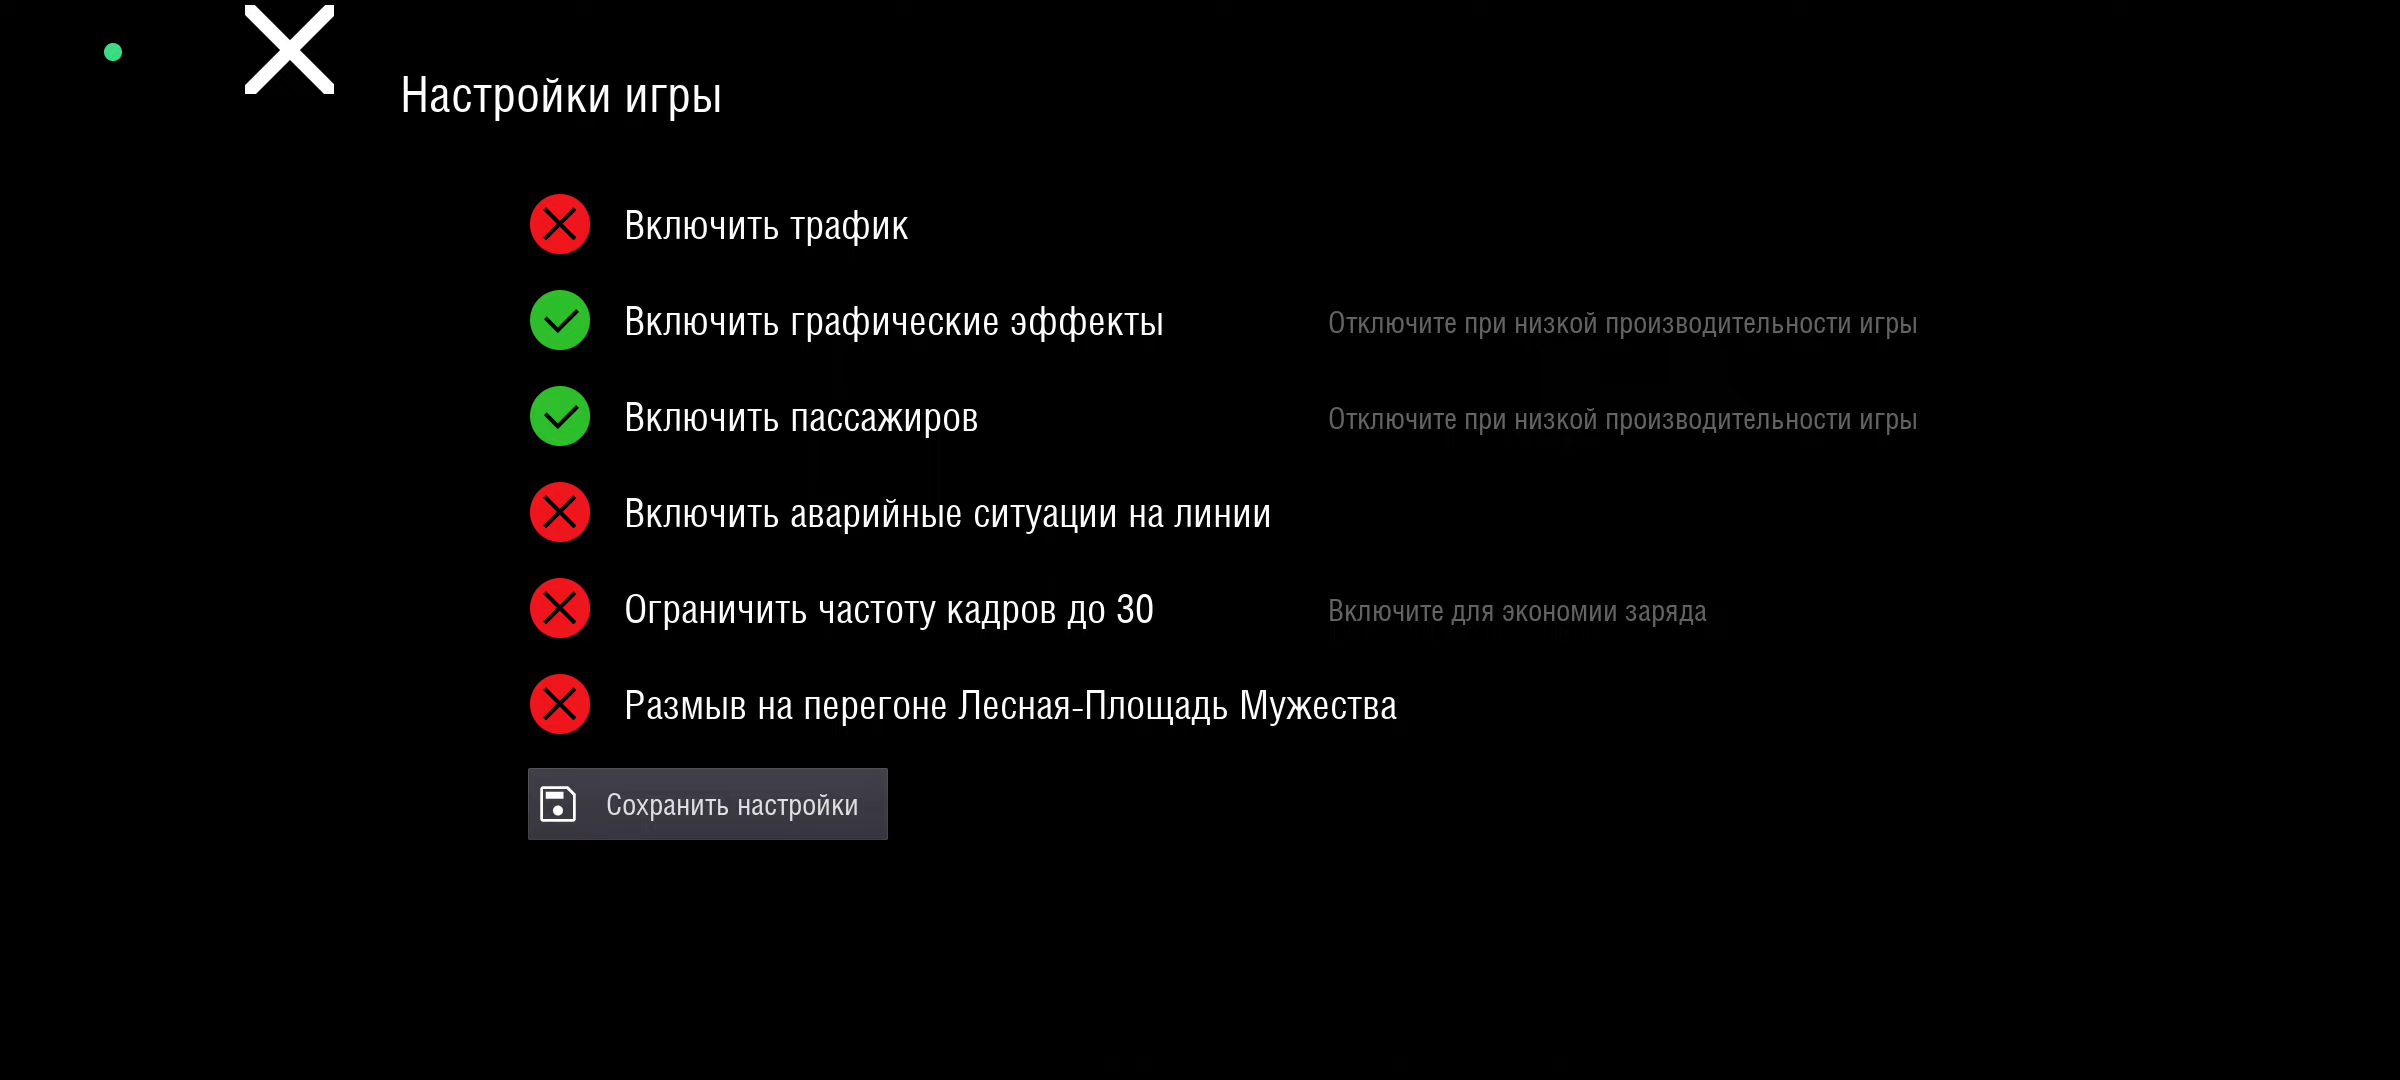 Настройки игры
Включить трафик
Включить графические эффекты Отключите при низкой производительности игры
Включить пассажиров Отключите при низкой производительности игры
Включить аварийные ситуации на линии
Ограничить частоту кадров до 30 Включите для экономии заряда
Размыв на перегоне Лесная-Площадь Мужества
Сохранить настройки